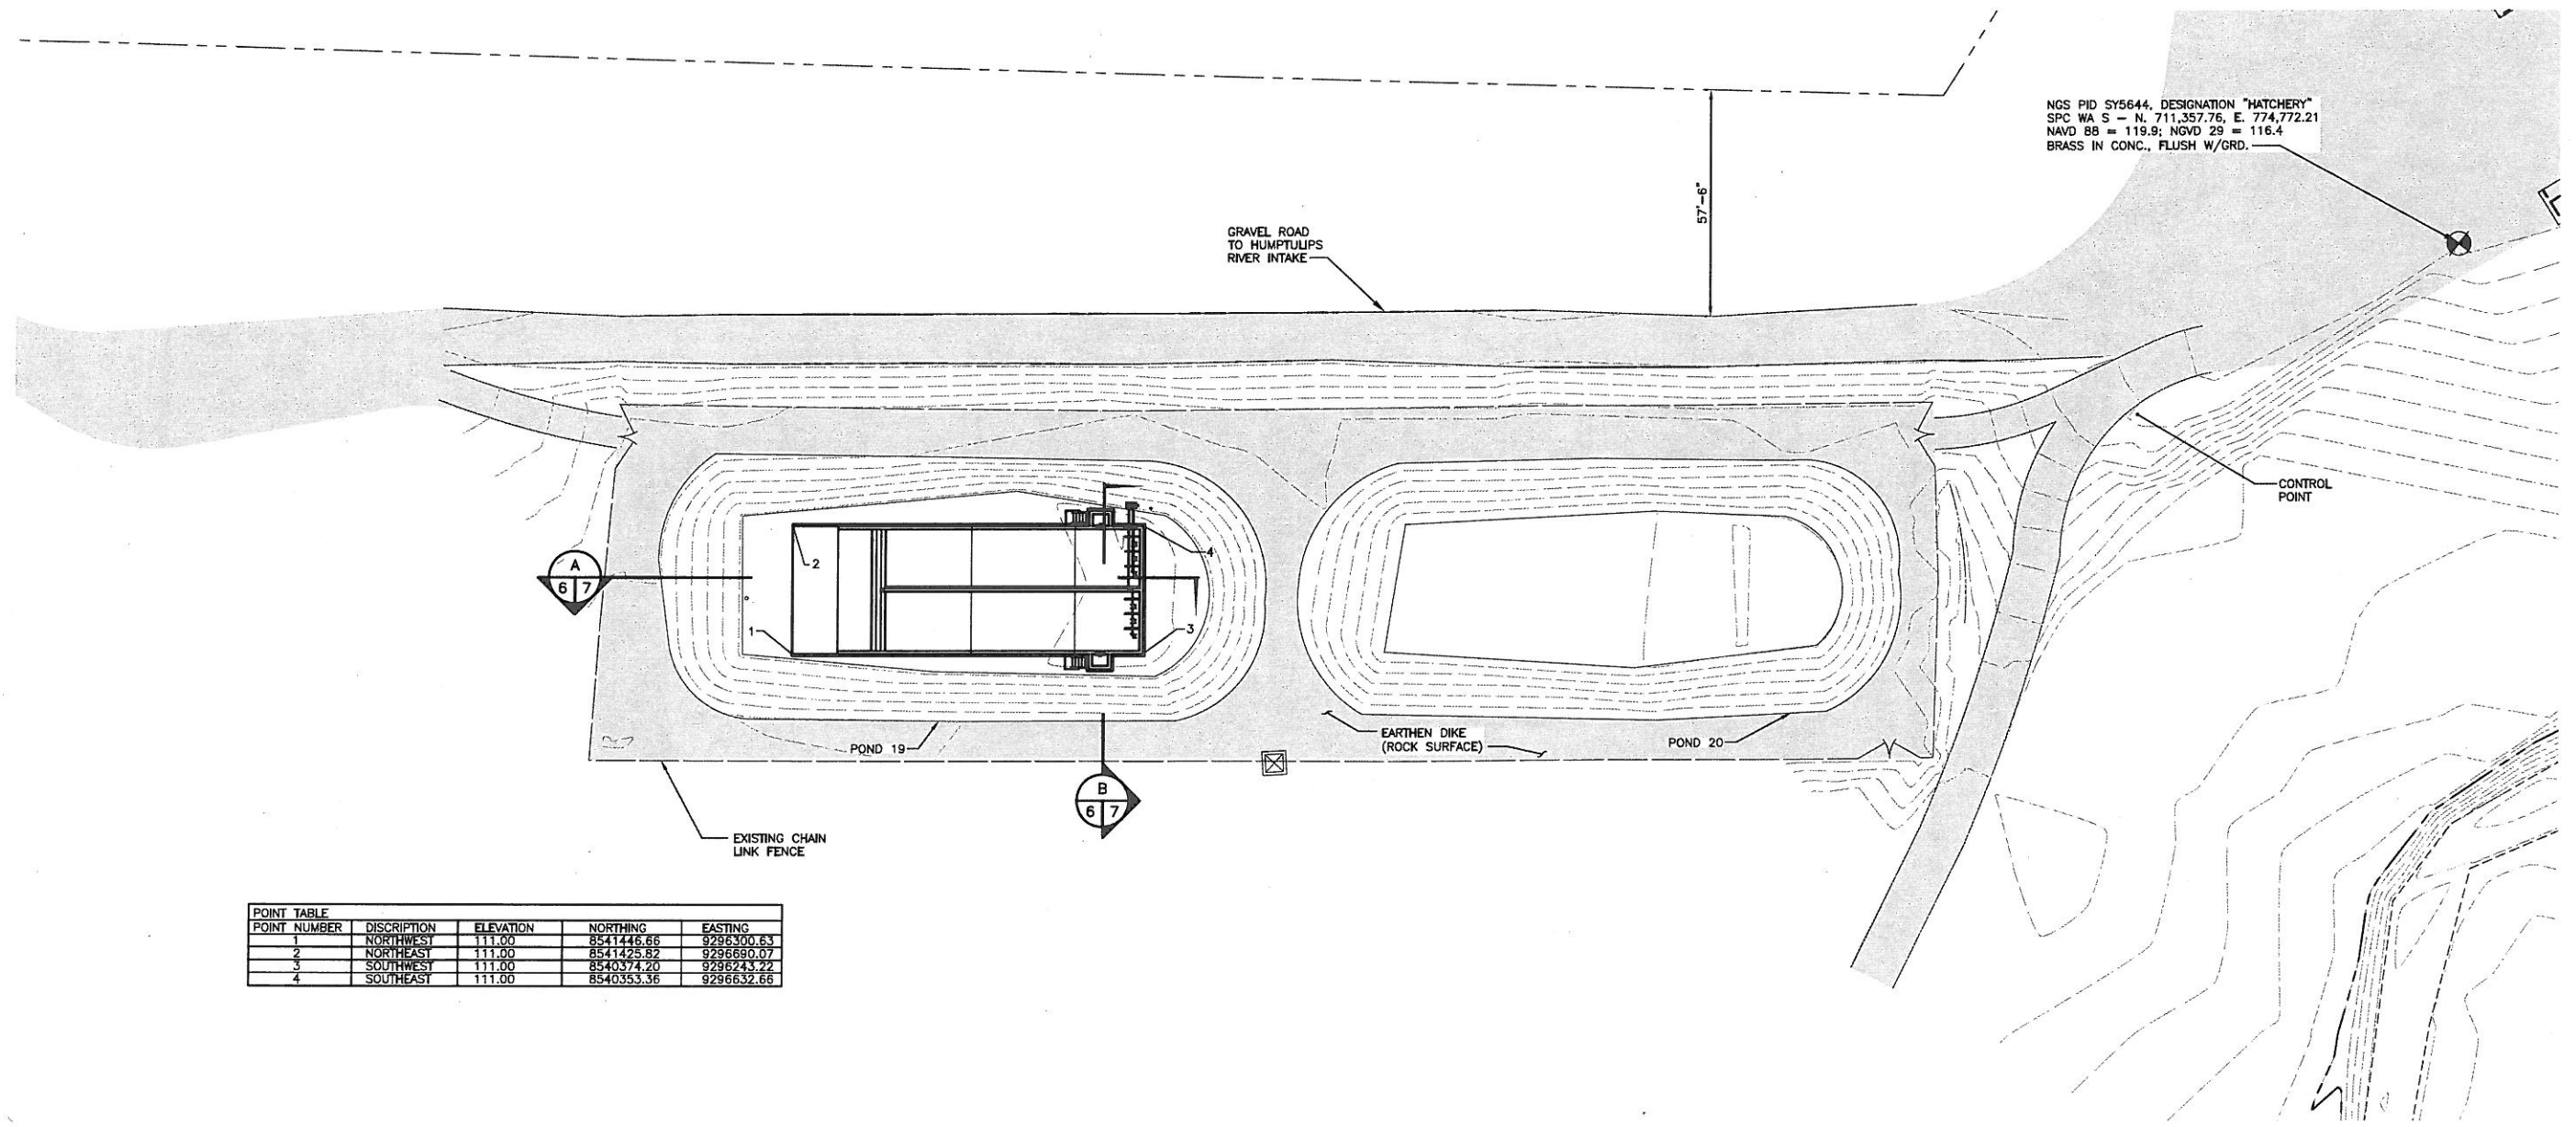 NGS PID SY5644, DESIGNATION "HATCHERY"
SPC WA S – N. 711,357.76, E. 774,772.21
NAVD 88 = 119.9; NGVD 29 = 116.4
BRASS IN CONC., FLUSH W/GRD.
57'–6"
GRAVEL ROAD
TO HUMPTULIPS
RIVER INTAKE
CONTROL
POINT
4
2
A
6 7
1
3
EARTHEN DIKE
(ROCK SURFACE)
POND 19
POND 20
B
6 7
EXISTING CHAIN
LINK FENCE
POINT TABLE
POINT NUMBER DISCRIPTION ELEVATION NORTHING EASTING
1 NORTHWEST 111.00 8541446.66 9296300.63
2 NORTHEAST 111.00 8541425.82 9296690.07
3 SOUTHWEST 111.00 8540374.20 9296243.22
4 SOUTHEAST 111.00 8540353.36 9296632.66